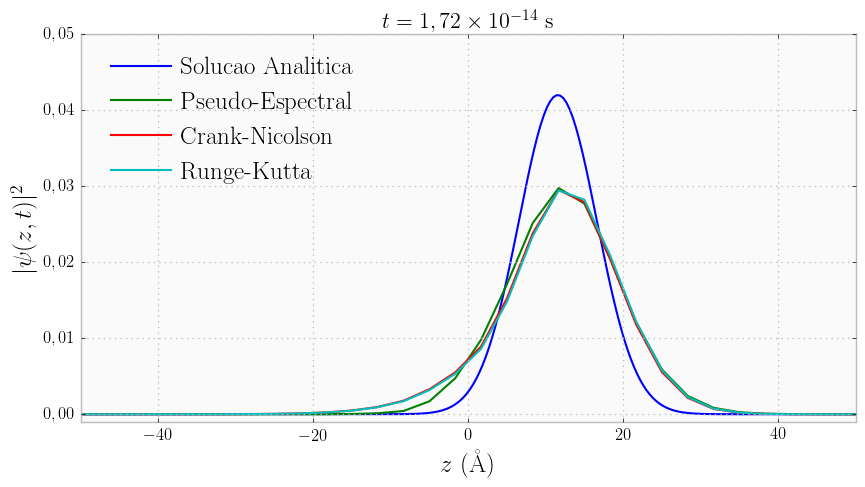 t = 1,72 × 10⁻¹⁴ s
0,05
0,04
0,03
0,02
0,01
0,00
|ψ(z, t)|²
Solucao Analitica
Pseudo-Espectral
Crank-Nicolson
Runge-Kutta
−40 −20 0 20 40
z (Å)